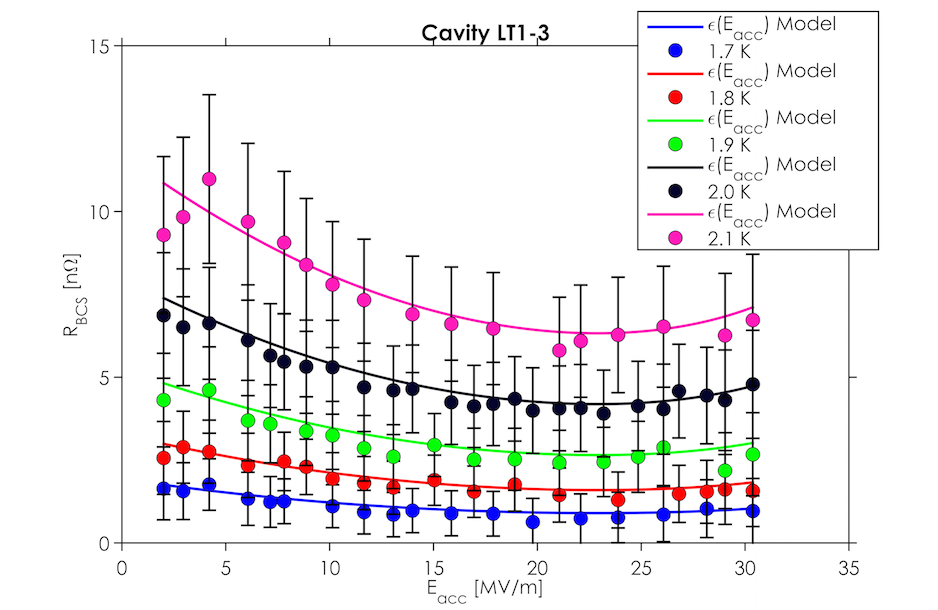 Cavity LT1-3
ϵ(E_acc) Model
1.7 K
ϵ(E_acc) Model
1.8 K
ϵ(E_acc) Model
1.9 K
ϵ(E_acc) Model
2.0 K
ϵ(E_acc) Model
2.1 K
15
10
5
0
R_BCS [nΩ]
0 5 10 15 20 25 30 35
E_acc [MV/m]